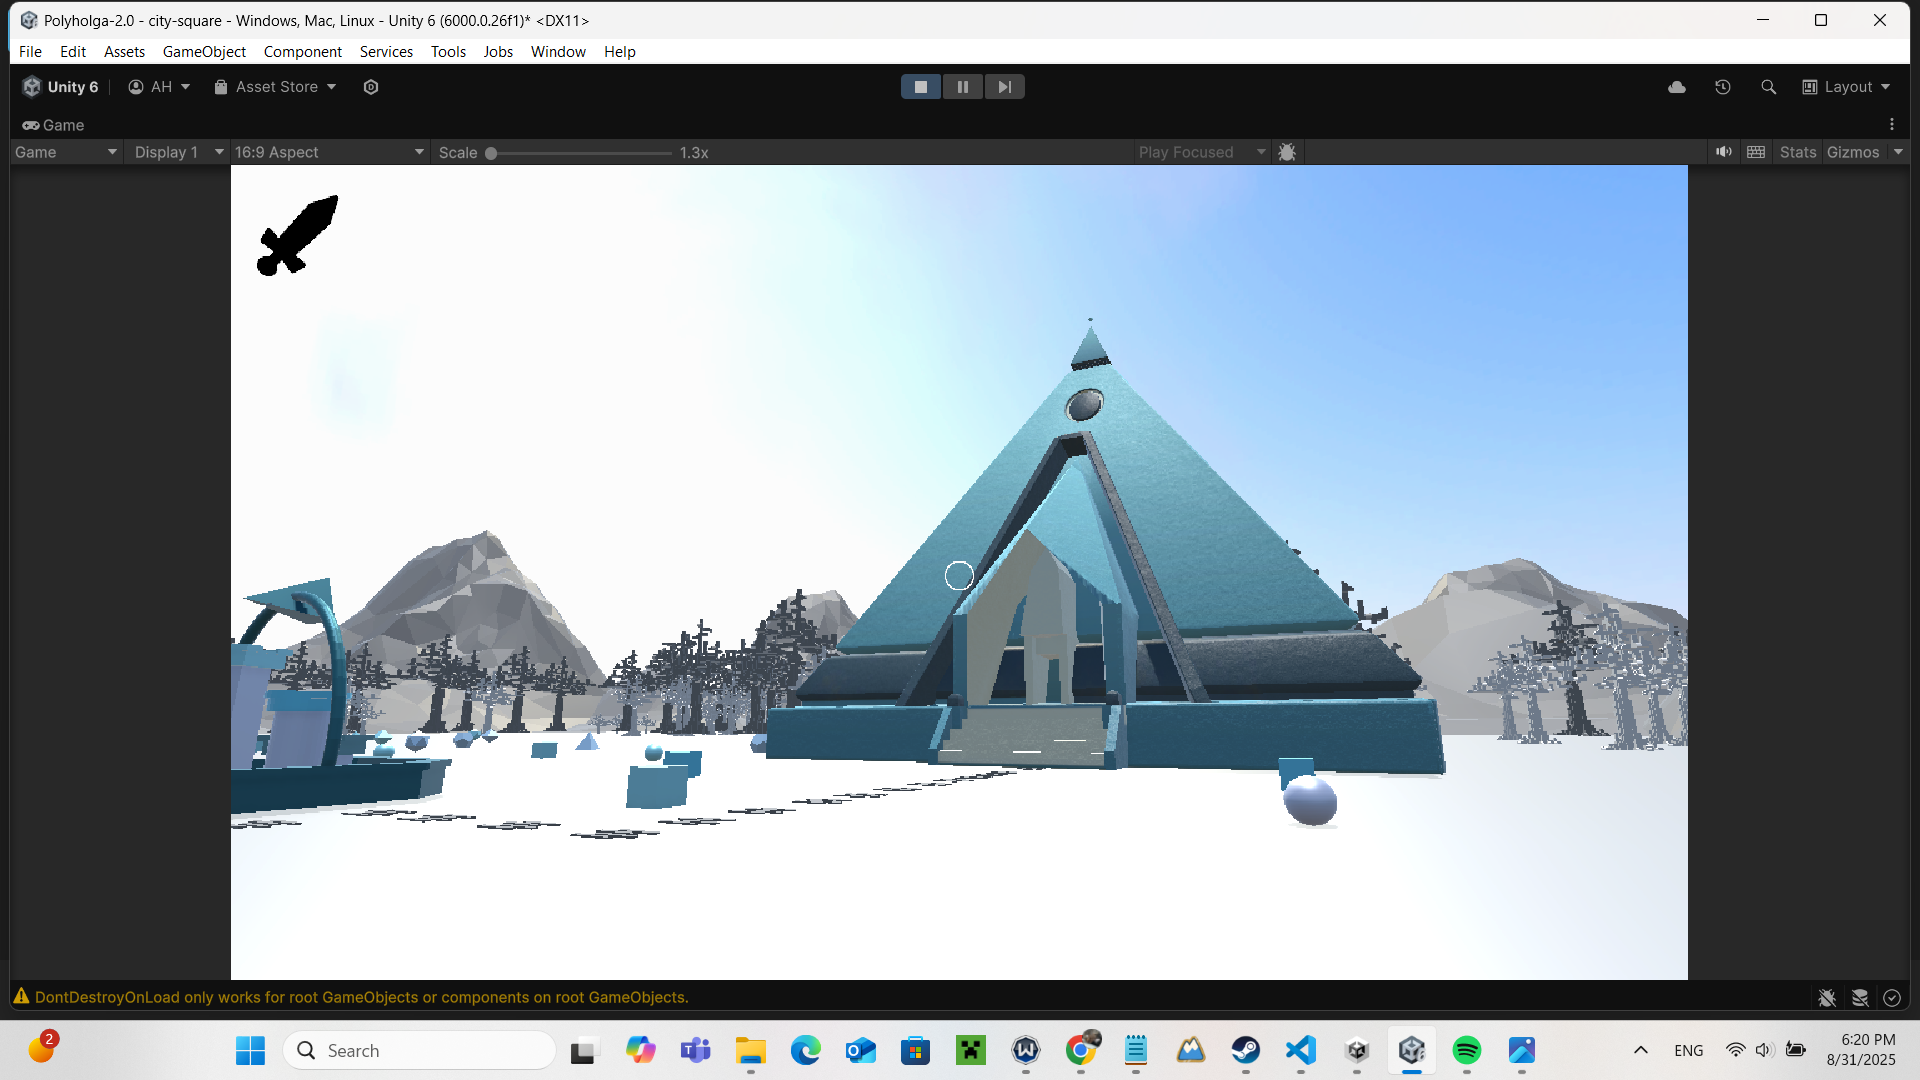 Polyholga-2.0 - city-square - Windows, Mac, Linux - Unity 6 (6000.0.26f1)* <DX11>
File Edit Assets GameObject Component Services Tools Jobs Window Help
Unity 6 AH Asset Store Layout
Game
Game Display 1 16:9 Aspect Scale 1.3x Play Focused Stats Gizmos
DontDestroyOnLoad only works for root GameObjects or components on root GameObjects.
2
Search
ENG
6:20 PM
8/31/2025